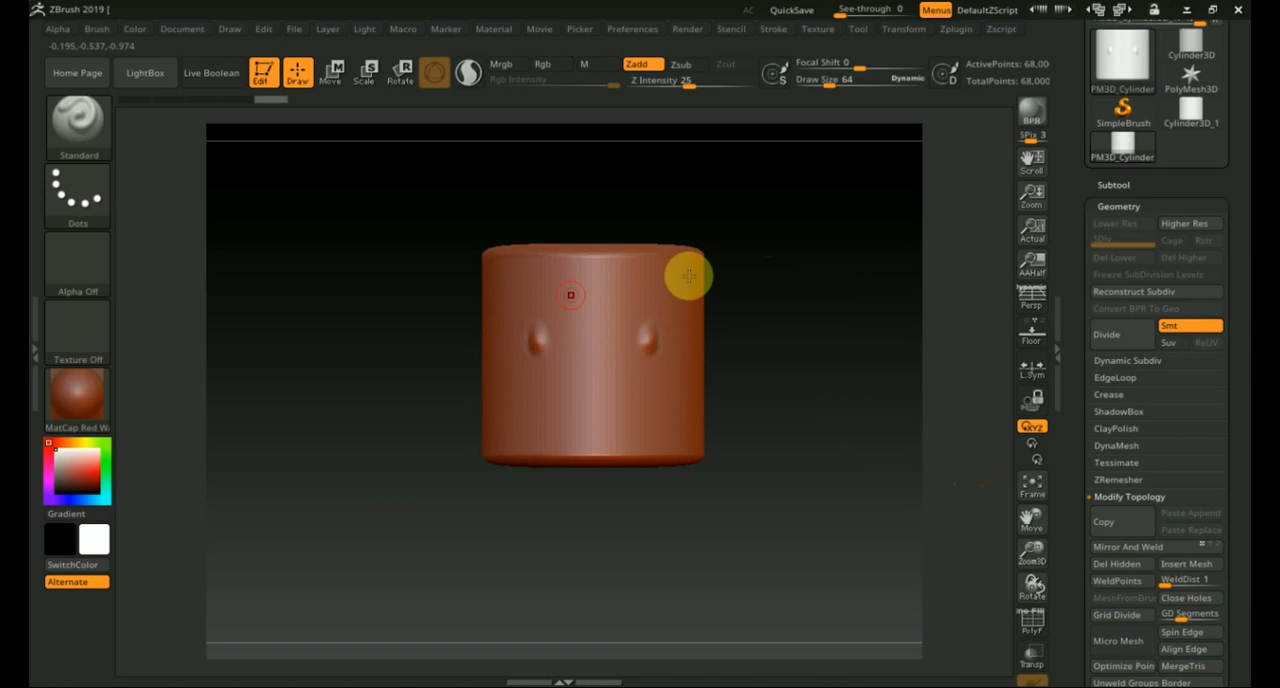 ZBrush 2019 [
AC QuickSave See-through 0 Menus DefaultZScript
Alpha Brush Color Document Draw Edit File Layer Light Macro Marker Material Movie Picker Preferences Render Stencil Stroke Texture Tool Transform Zplugin Zscript
-0.195,-0.537,-0.974
Home Page LightBox Live Boolean Edit Draw Move Scale Rotate
Mrgb Rgb M Zadd Zsub Zcut
Rgb Intensity Z Intensity 25
Focal Shift 0
Draw Size 64 Dynamic
ActivePoints: 68,00
TotalPoints: 68,000
Standard
Dots
Alpha Off
Texture Off
MatCap Red Wa
Gradient
SwitchColor
Alternate
BPR
SPix 3
Scroll
Zoom
Actual
AAHalf
Dynamic
Persp
Floor
L.Sym
XYZ
Frame
Move
Zoom3D
Rotate
PolyF
Transp
PM3D_Cylinder
Cylinder3D
PolyMesh3D
SimpleBrush
Cylinder3D_1
PM3D_Cylinder
Subtool
Geometry
Lower Res Higher Res
SDiv Cage Rstr
Del Lower Del Higher
Freeze SubDivision Levels
Reconstruct Subdiv
Convert BPR To Geo
Divide Smt
Suv ReUV
Dynamic Subdiv
EdgeLoop
Crease
ShadowBox
ClayPolish
DynaMesh
Tessimate
ZRemesher
Modify Topology
Copy Paste Append
Paste Replace
Mirror And Weld
Del Hidden Insert Mesh
WeldPoints WeldDist 1
MeshFromBru Close Holes
Grid Divide GD Segments
Micro Mesh Spin Edge
Align Edge
Optimize Poin MergeTris
Unweld Groups Border